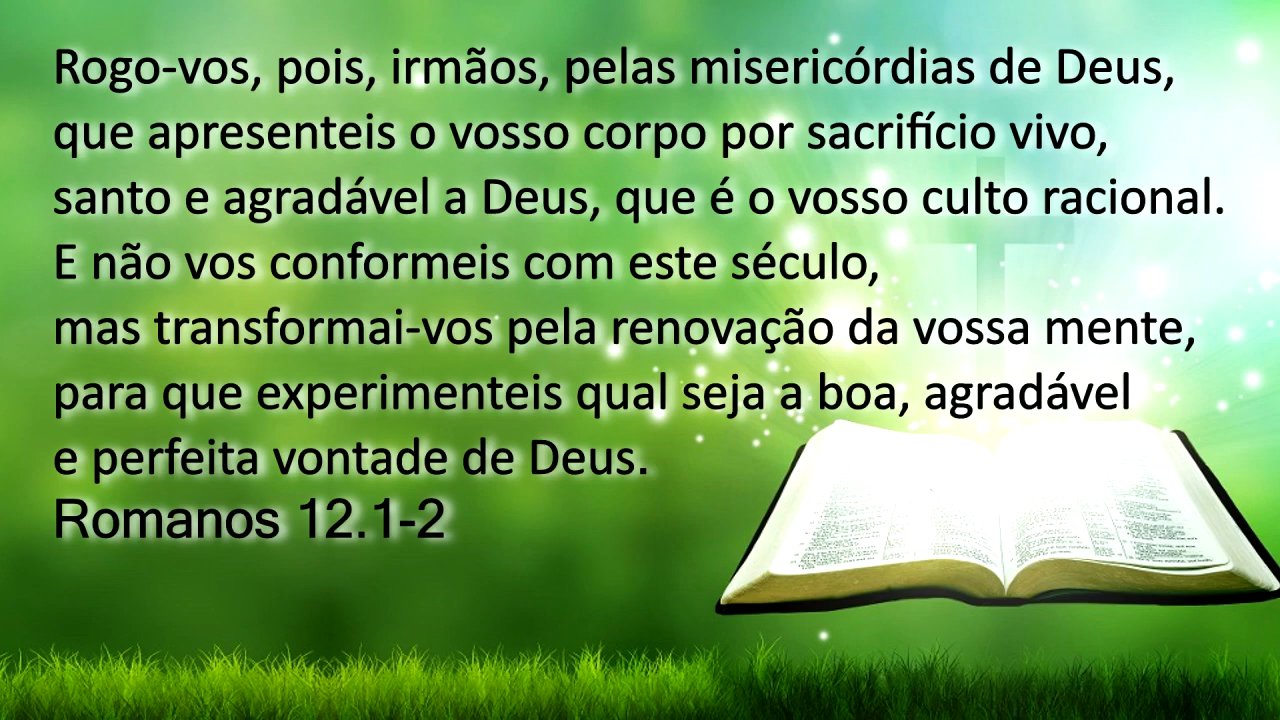 Rogo-vos, pois, irmãos, pelas misericórdias de Deus,
que apresenteis o vosso corpo por sacrifício vivo,
santo e agradável a Deus, que é o vosso culto racional.
E não vos conformeis com este século,
mas transformai-vos pela renovação da vossa mente,
para que experimenteis qual seja a boa, agradável
e perfeita vontade de Deus.
Romanos 12.1-2